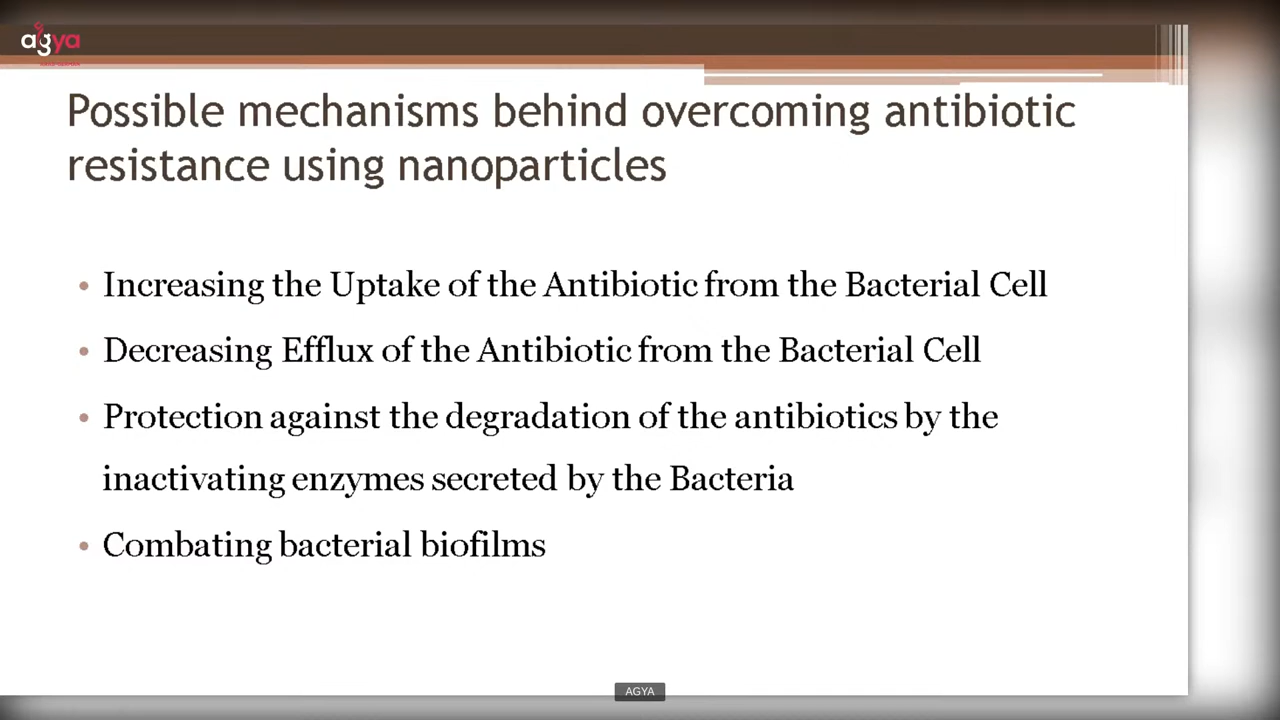 agya
Possible mechanisms behind overcoming antibiotic
resistance using nanoparticles
• Increasing the Uptake of the Antibiotic from the Bacterial Cell
• Decreasing Efflux of the Antibiotic from the Bacterial Cell
• Protection against the degradation of the antibiotics by the
inactivating enzymes secreted by the Bacteria
• Combating bacterial biofilms
AGYA